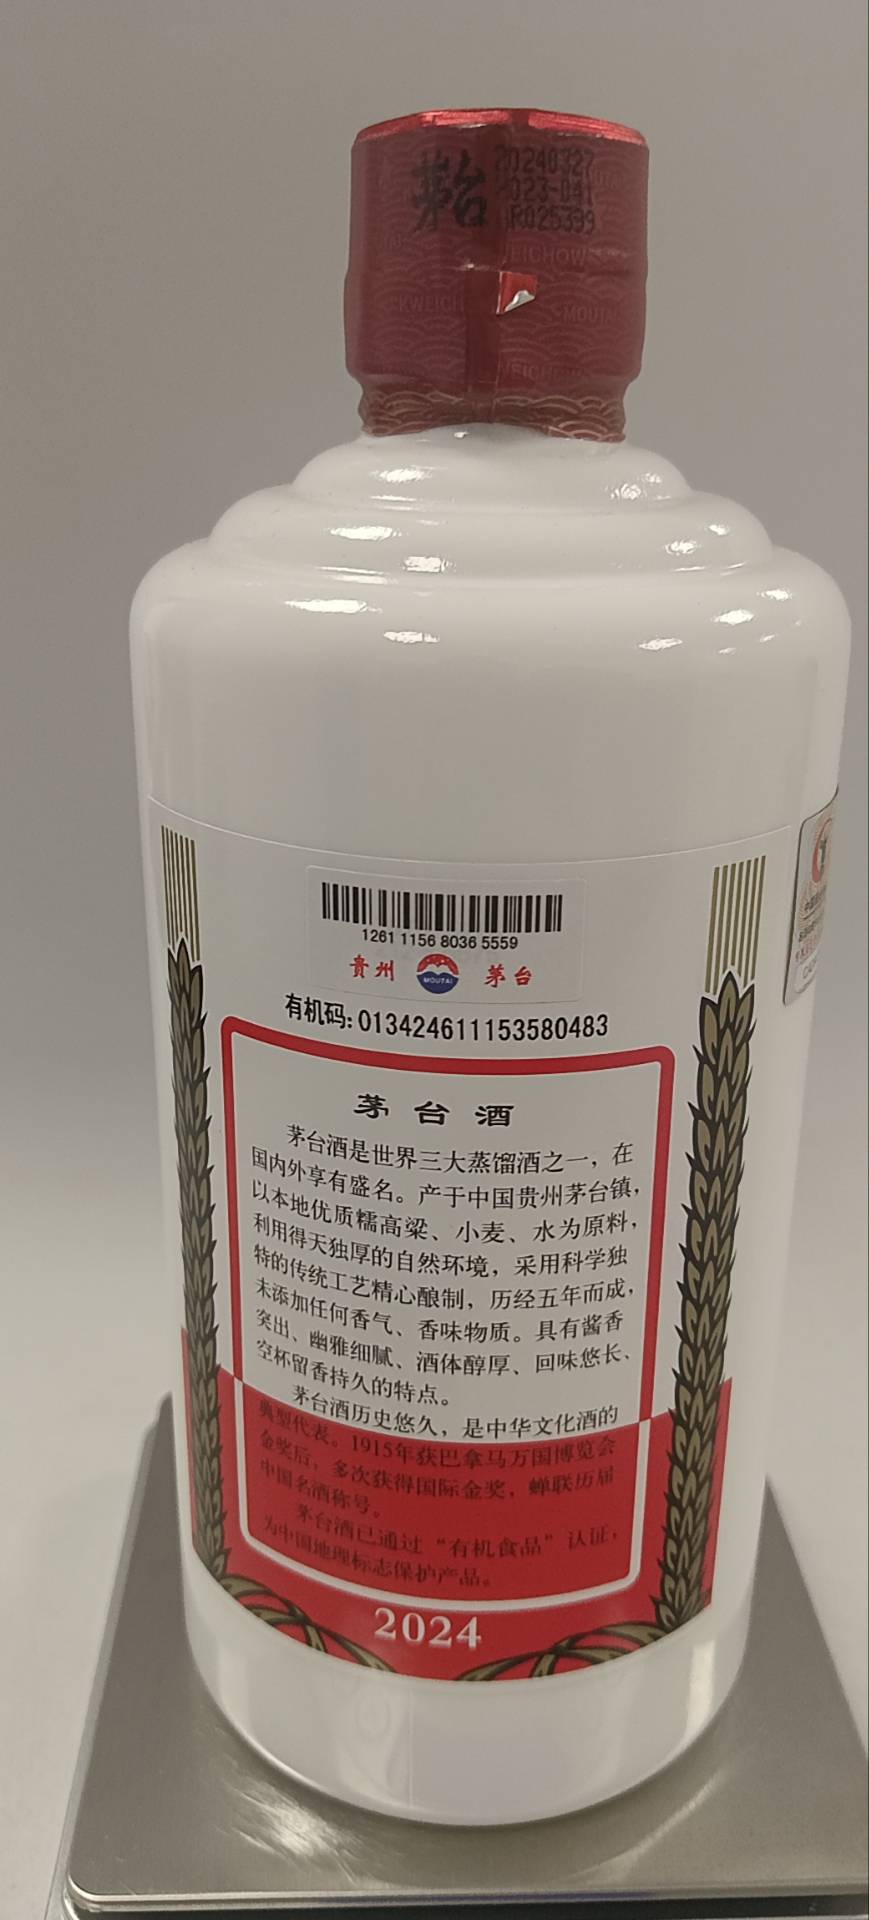 茅台
20240327
2023-041
AR025399
WEICHOW
KWEICH
MOUTAI
WEICHOW
1261 1156 8036 5559
贵州 MOUTAI 茅台
有机码: 013424611153580483
茅台酒
茅台酒是世界三大蒸馏酒之一，在
国内外享有盛名。产于中国贵州茅台镇，
以本地优质糯高粱、小麦、水为原料，
利用得天独厚的自然环境，采用科学独
特的传统工艺精心酿制，历经五年而成，
未添加任何香气、香味物质。具有酱香
突出、幽雅细腻、酒体醇厚、回味悠长、
空杯留香持久的特点。
茅台酒历史悠久，是中华文化酒的
典型代表。1915年获巴拿马万国博览会
金奖后，多次获得国际金奖，蝉联历届
中国名酒称号。
茅台酒已通过“有机食品”认证，
为中国地理标志保护产品。
2024